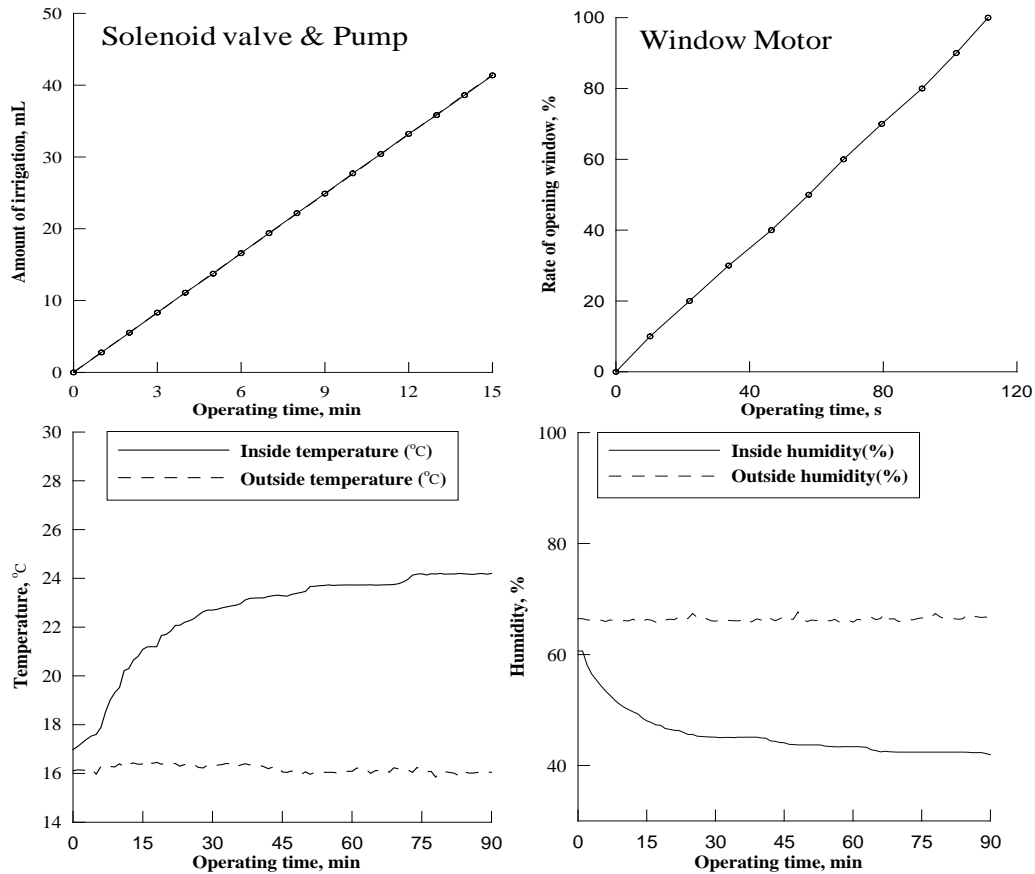 Solenoid valve & Pump
Amount of irrigation, mL
50
40
30
20
10
0
0 3 6 9 12 15
Operating time, min
Window Motor
Rate of opening window, %
100
80
60
40
20
0
0 40 80 120
Operating time, s
Inside temperature (°C)
Outside temperature (°C)
Temperature, °C
30
28
26
24
22
20
18
16
14
0 15 30 45 60 75 90
Operating time, min
Inside humidity(%)
Outside humidity(%)
Humidity, %
100
80
60
40
0 15 30 45 60 75 90
Operating time, min